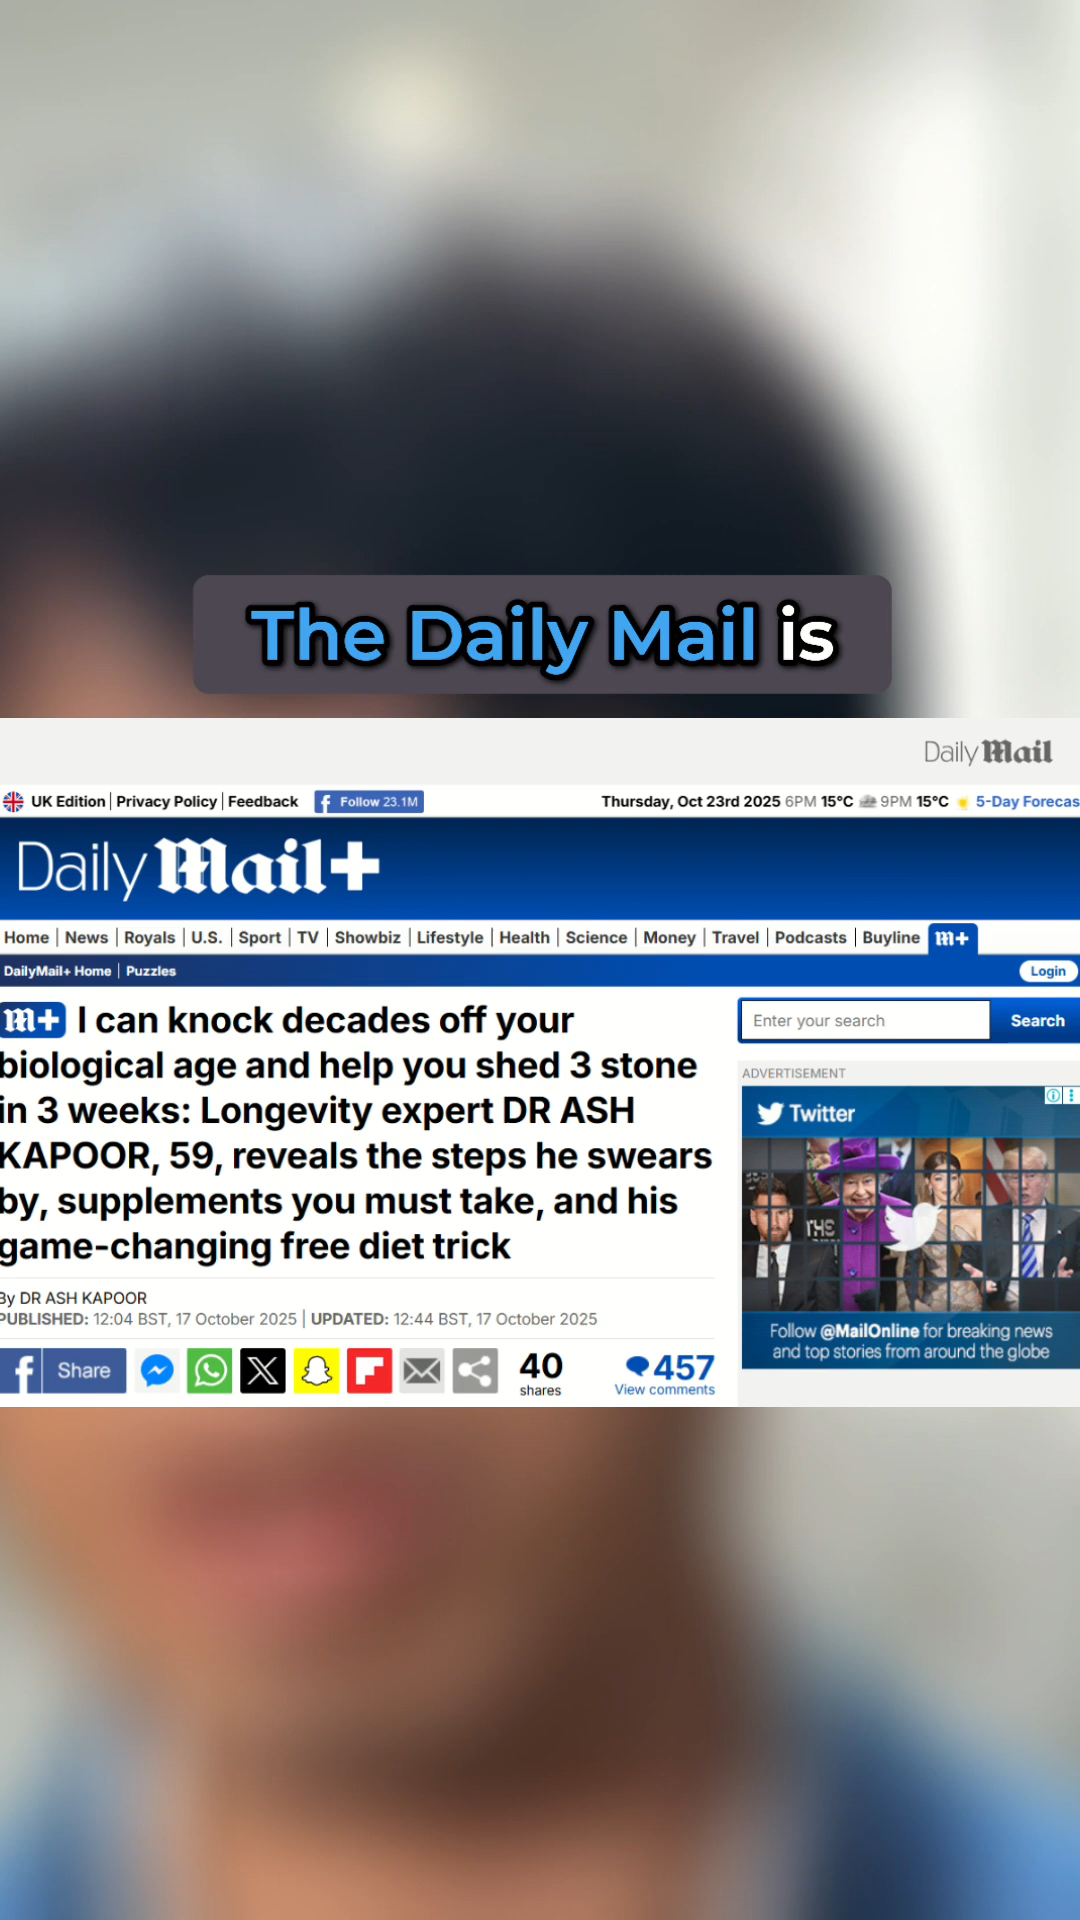 The Daily Mail is
Daily Mail
UK Edition Privacy Policy Feedback Follow 23.1M Thursday, Oct 23rd 2025 6PM 15°C 9PM 15°C 5-Day Forecas
Daily Mail+
Home News Royals U.S. Sport TV Showbiz Lifestyle Health Science Money Travel Podcasts Buyline m+
DailyMail+ Home Puzzles Login
m+ I can knock decades off your
biological age and help you shed 3 stone
in 3 weeks: Longevity expert DR ASH
KAPOOR, 59, reveals the steps he swears
by, supplements you must take, and his
game-changing free diet trick
By DR ASH KAPOOR
PUBLISHED: 12:04 BST, 17 October 2025 | UPDATED: 12:44 BST, 17 October 2025
Share 40 shares 457 View comments
Enter your search Search
ADVERTISEMENT
Twitter
THE
Follow @MailOnline for breaking news
and top stories from around the globe